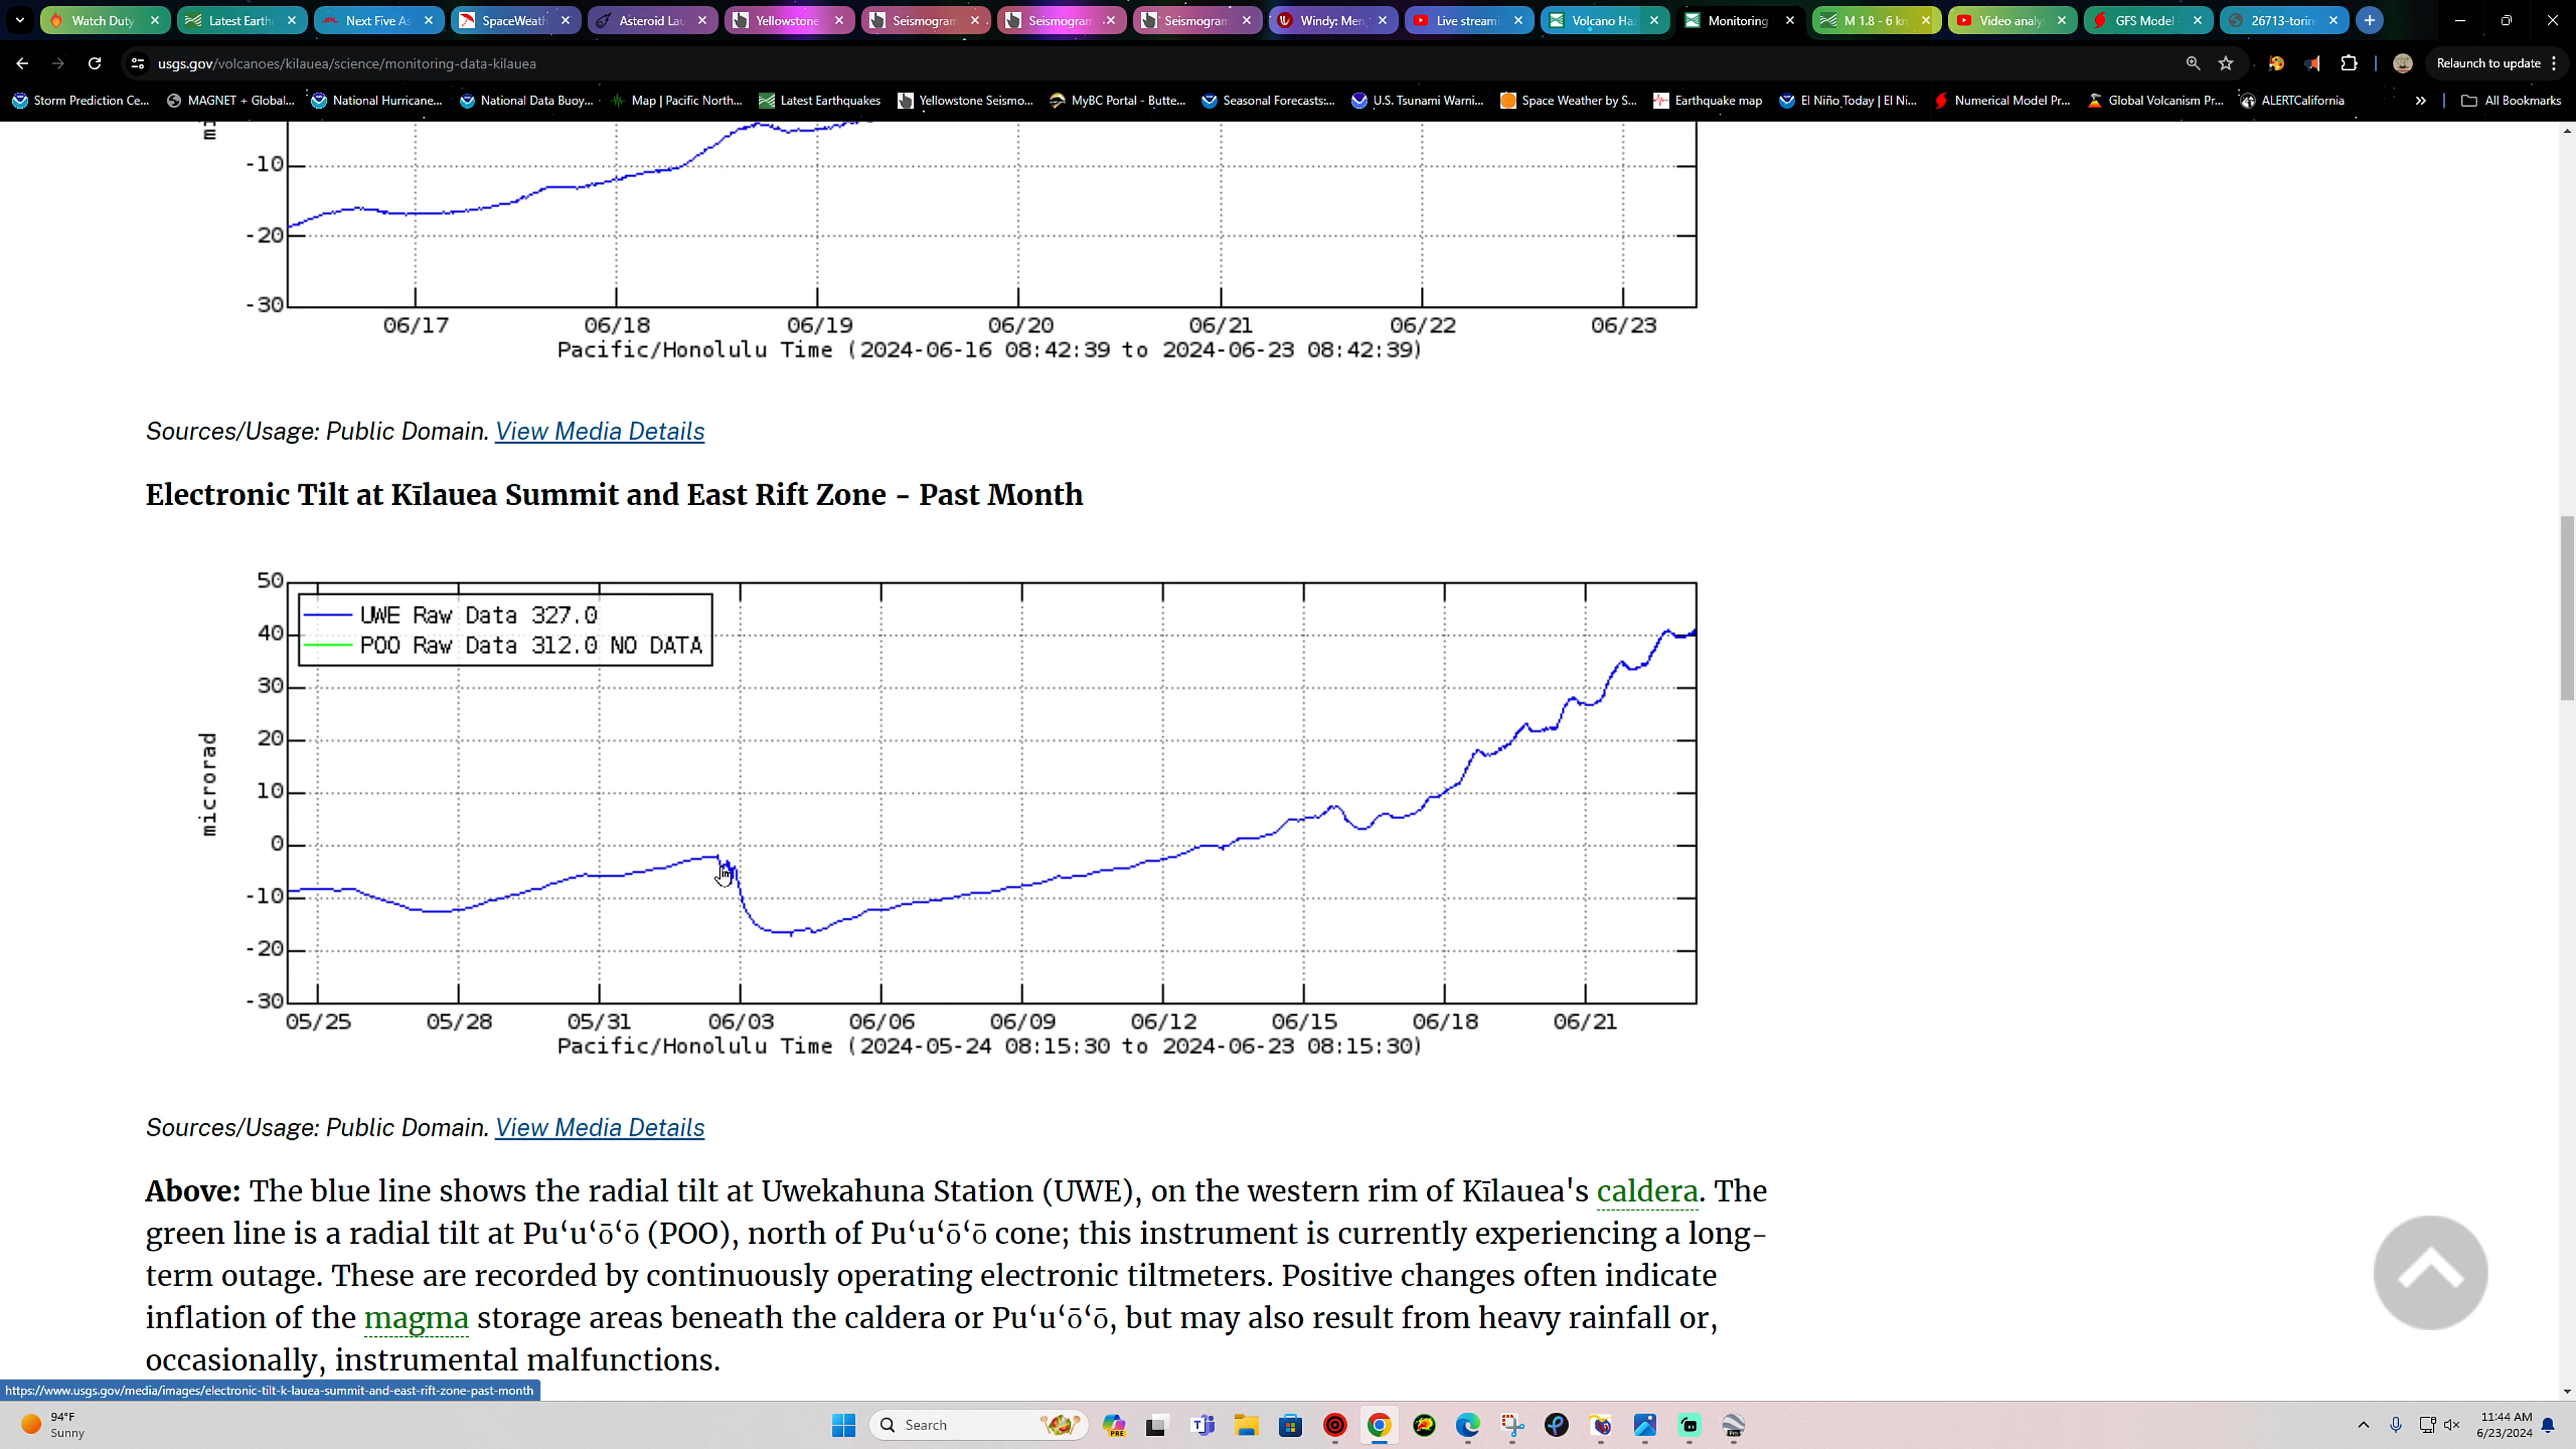 Watch Duty
Latest Earth
Next Five As
SpaceWeath
Asteroid Lau
Yellowstone
Seismogram
Seismogram
Seismogram
Windy: Men
Live streami
Volcano Haz
Monitoring
M 1.8 - 6 km
Video analy
GFS Model
26713-torin
usgs.gov/volcanoes/kilauea/science/monitoring-data-kilauea
Relaunch to update
Storm Prediction Ce...
MAGNET + Global...
National Hurricane...
National Data Buoy...
Map | Pacific North...
Latest Earthquakes
Yellowstone Seismo...
MyBC Portal - Butte...
Seasonal Forecasts:...
U.S. Tsunami Warni...
Space Weather by S...
Earthquake map
El Niño Today | El Ni...
Numerical Model Pr...
Global Volcanism Pr...
ALERTCalifornia
All Bookmarks
-10
-20
-30
06/17 06/18 06/19 06/20 06/21 06/22 06/23
Pacific/Honolulu Time (2024-06-16 08:42:39 to 2024-06-23 08:42:39)
Sources/Usage: Public Domain. View Media Details
Electronic Tilt at Kīlauea Summit and East Rift Zone - Past Month
UWE Raw Data 327.0
POO Raw Data 312.0 NO DATA
50
40
30
20
10
0
-10
-20
-30
microrad
05/25 05/28 05/31 06/03 06/06 06/09 06/12 06/15 06/18 06/21
Pacific/Honolulu Time (2024-05-24 08:15:30 to 2024-06-23 08:15:30)
Sources/Usage: Public Domain. View Media Details
Above: The blue line shows the radial tilt at Uwekahuna Station (UWE), on the western rim of Kīlauea's caldera. The
green line is a radial tilt at Pu‘u‘ō‘ō (POO), north of Pu‘u‘ō‘ō cone; this instrument is currently experiencing a long-
term outage. These are recorded by continuously operating electronic tiltmeters. Positive changes often indicate
inflation of the magma storage areas beneath the caldera or Pu‘u‘ō‘ō, but may also result from heavy rainfall or,
occasionally, instrumental malfunctions.
https://www.usgs.gov/media/images/electronic-tilt-k-lauea-summit-and-east-rift-zone-past-month
94°F
Sunny
Search
PRE
11:44 AM
6/23/2024